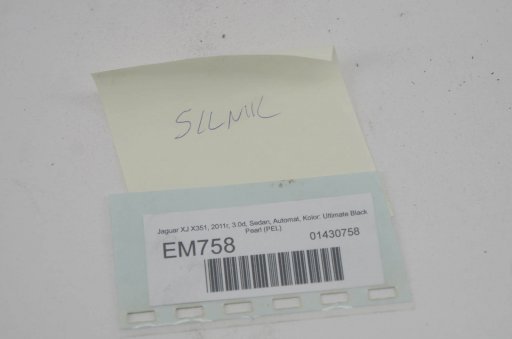 SILNIK
Jaguar XJ X351, 2011r, 3.0d, Sedan, Automat, Kolor: Ultimate Black
Pearl (PEL)
EM758
01430758